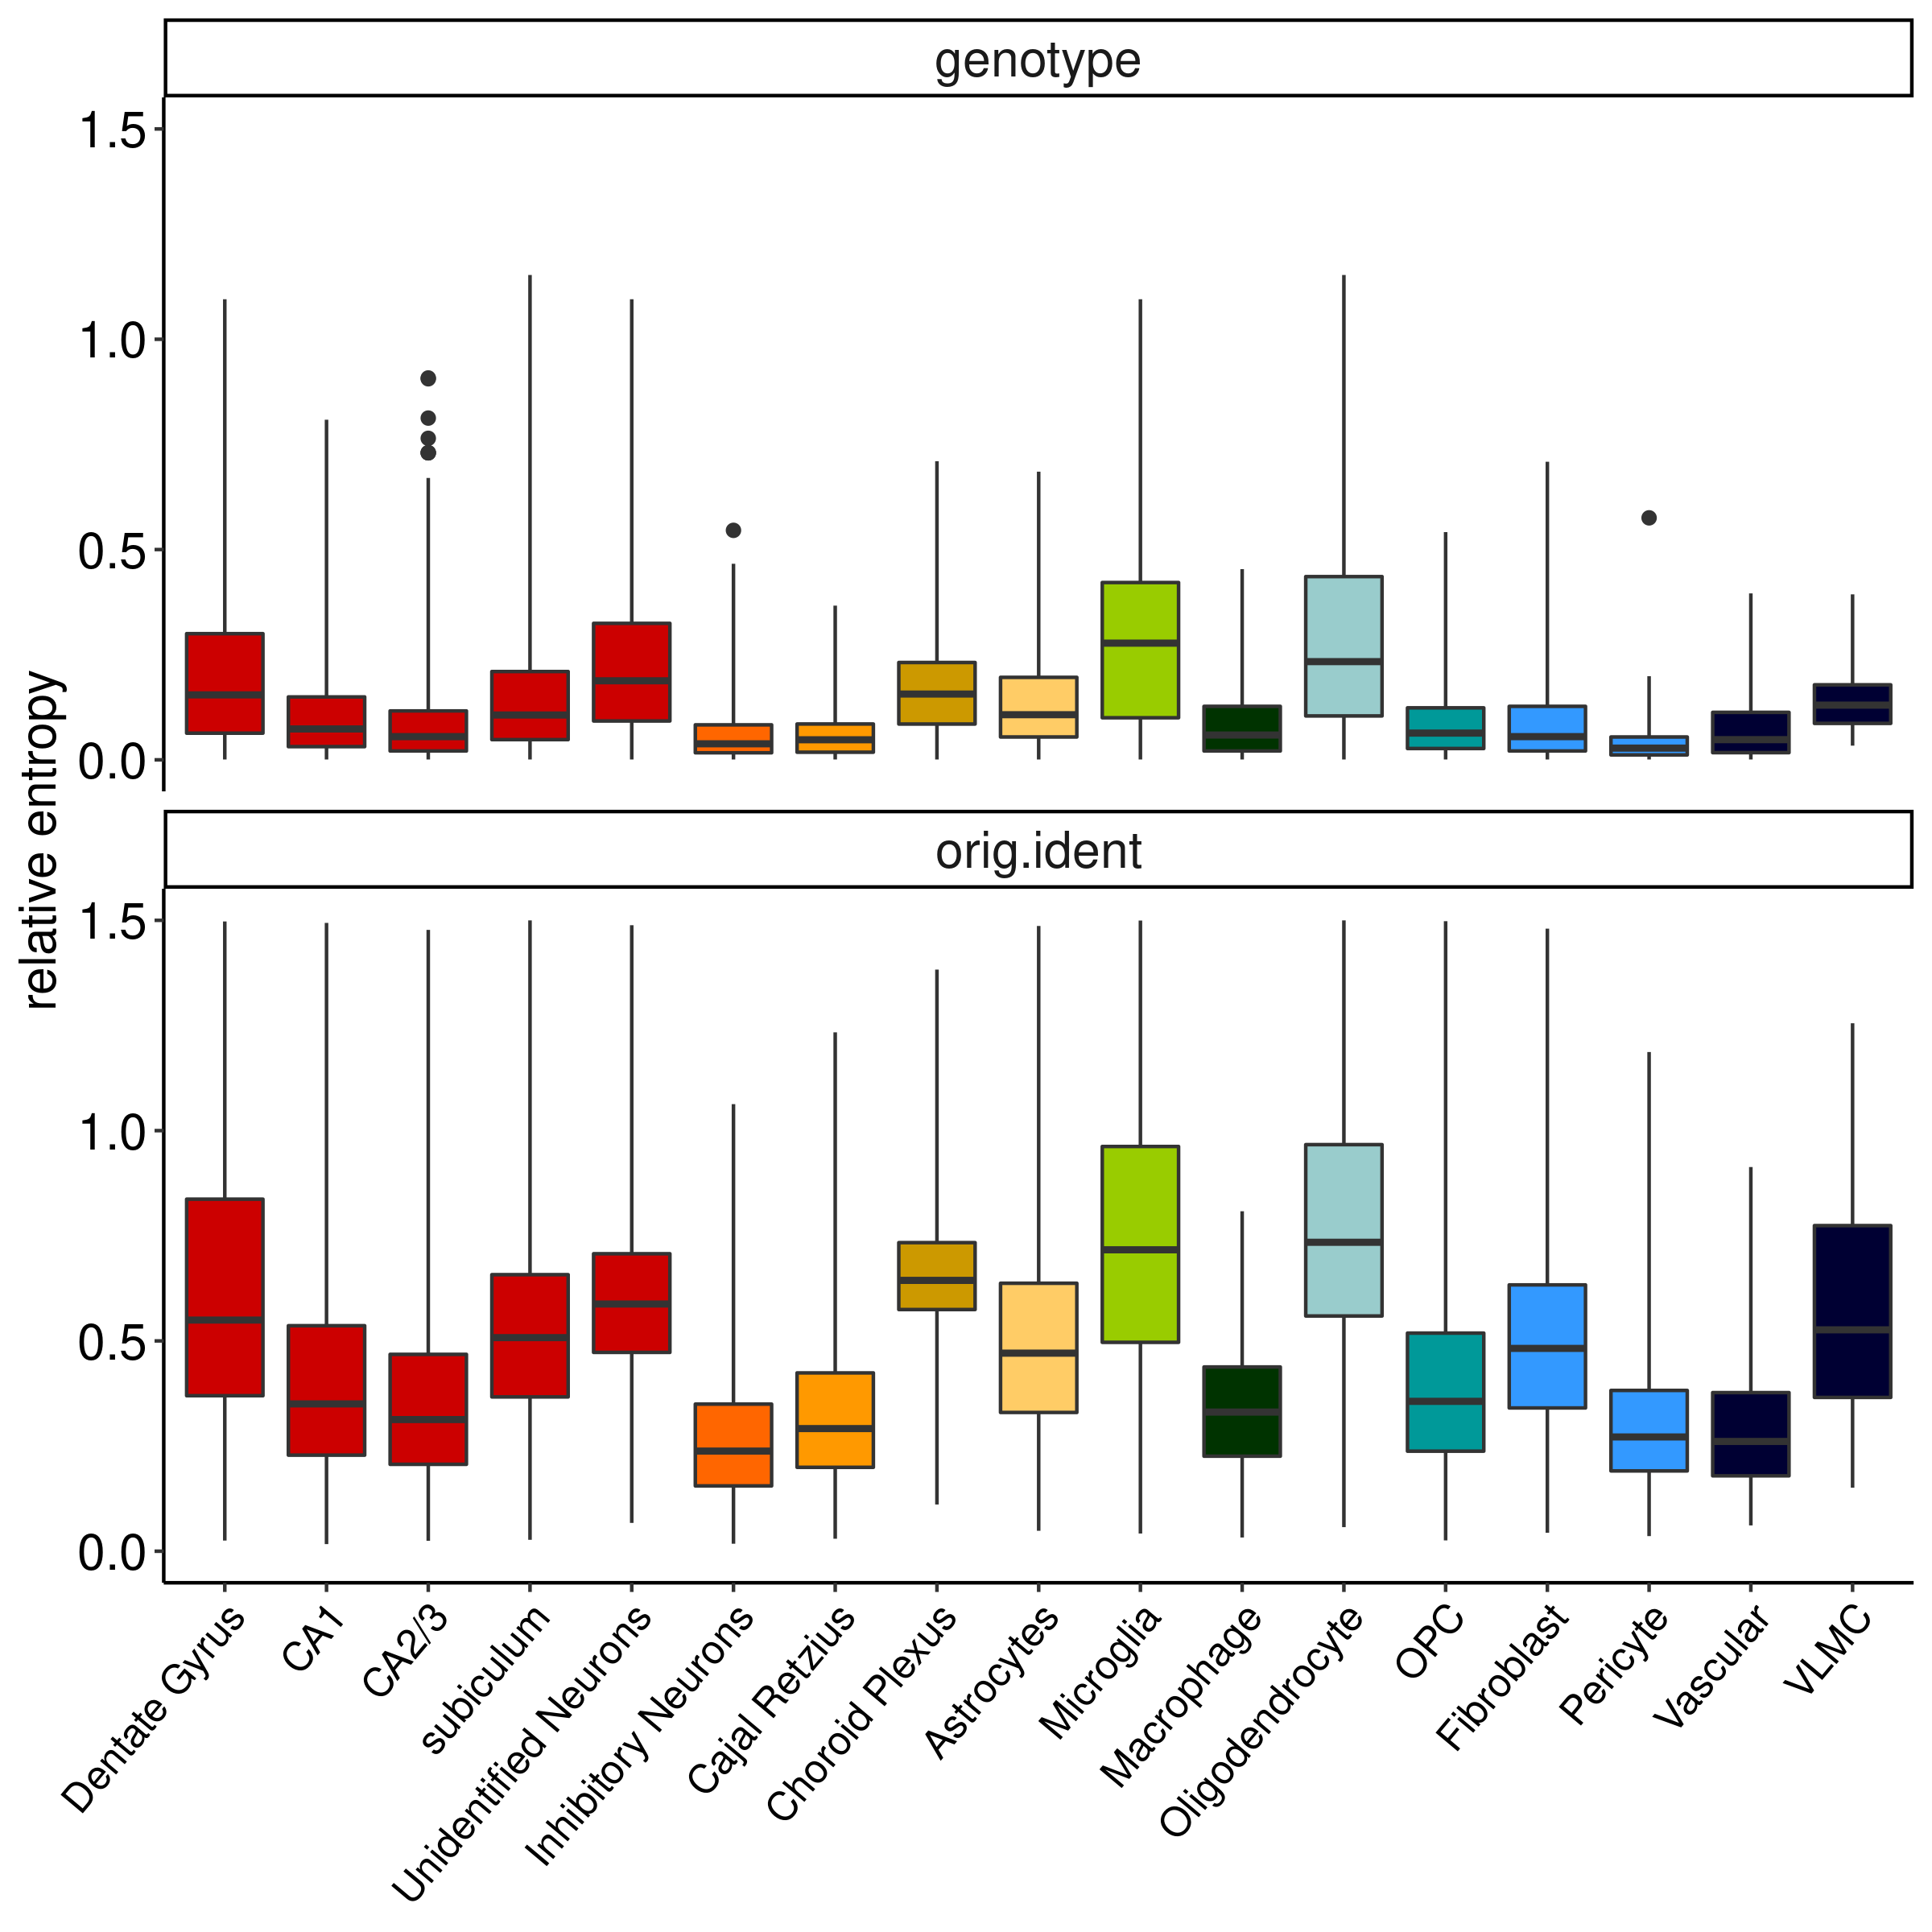 genotype
1.5
1.0
0.5
0.0
relative entropy
orig.ident
1.5
1.0
0.5
0.0
Dentate Gyrus
CA1
CA2/3
subiculum
Unidentified Neurons
Inhibitory Neurons
Cajal Retzius
Choroid Plexus
Astrocytes
Microglia
Macrophage
Oligodendrocyte
OPC
Fibroblast
Pericyte
Vascular
VLMC